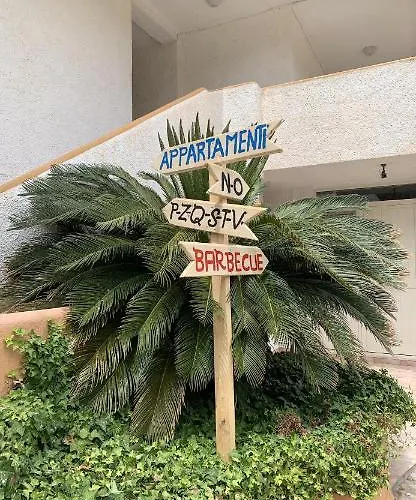 APPARTAMENTI
N-O
P-Z-Q-S-T-V
BARBECUE